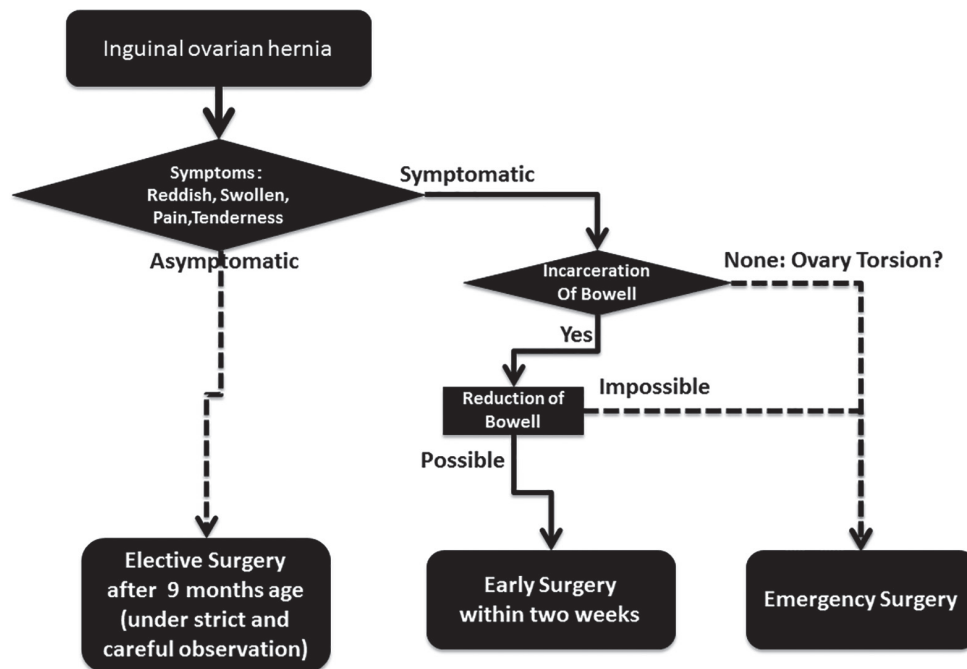 Inguinal ovarian hernia
Symptoms:
Reddish, Swollen,
Pain,Tenderness
Symptomatic
Asymptomatic
Incarceration
Of Bowell
None: Ovary Torsion?
Yes
Reduction of
Bowell
Impossible
Possible
Elective Surgery
after 9 months age
(under strict and
careful observation)
Early Surgery
within two weeks
Emergency Surgery